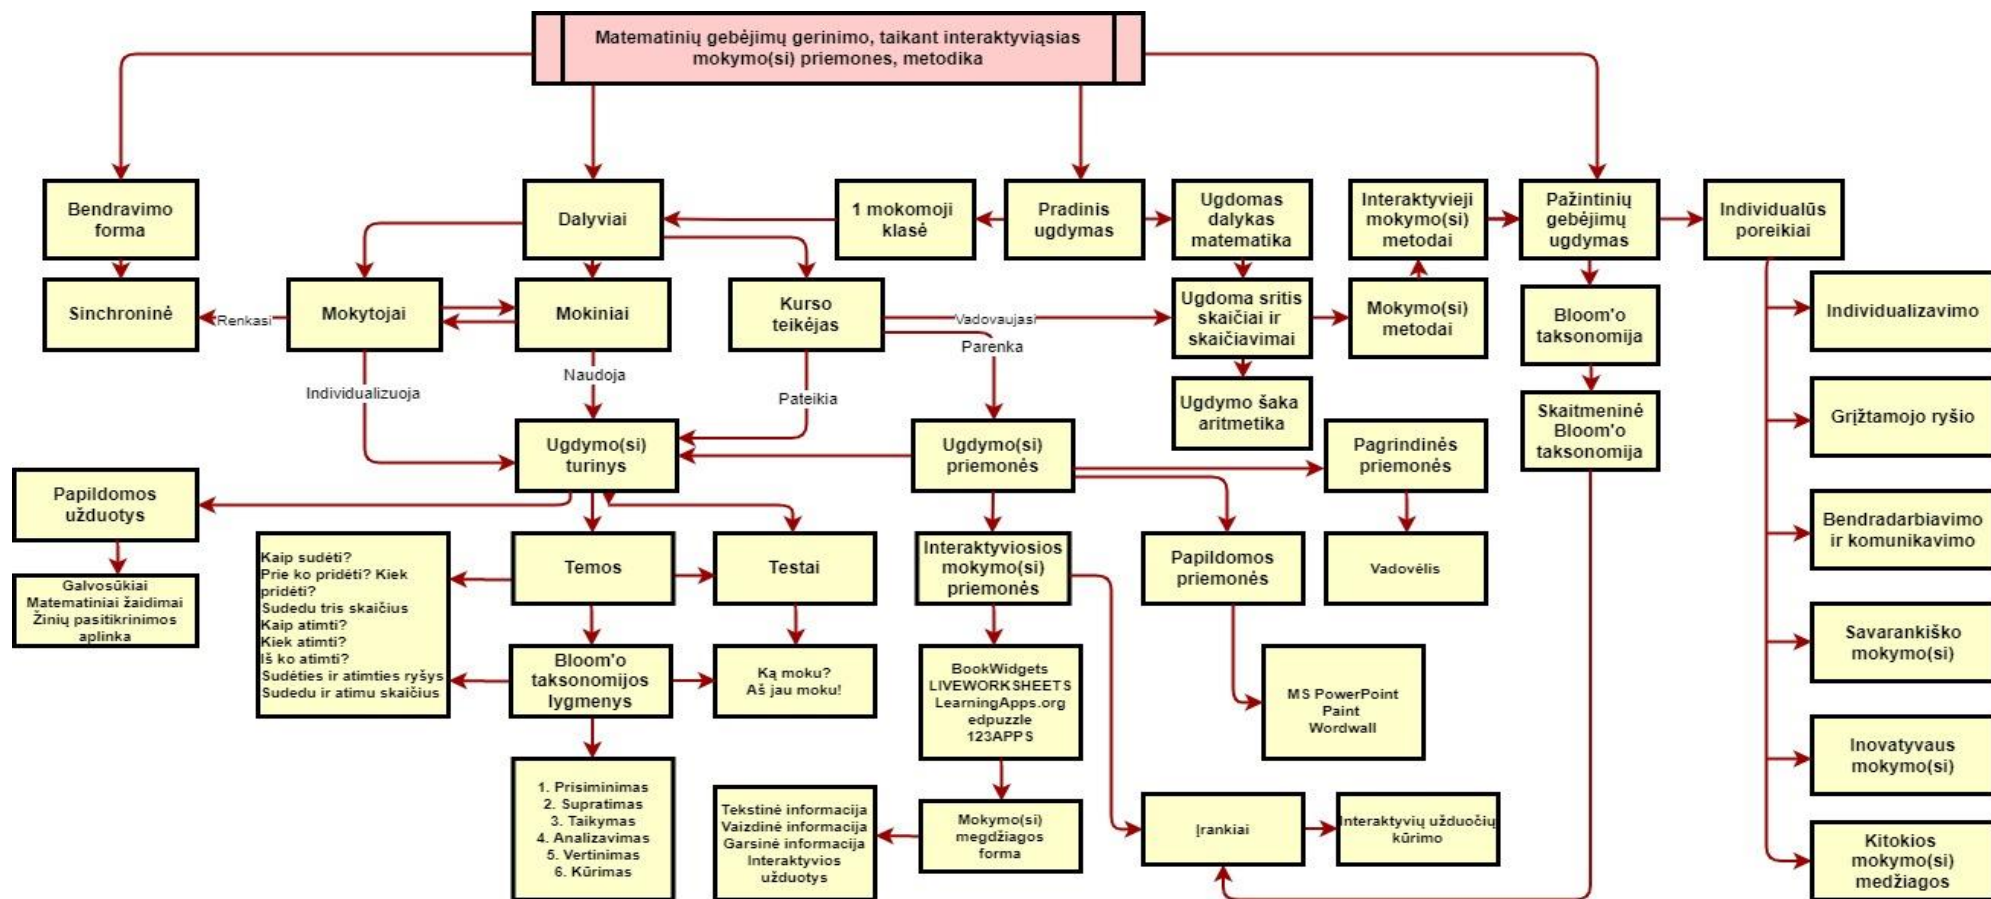 Matematinių gebėjimų gerinimo, taikant interaktyviąsias
mokymo(si) priemones, metodika
Bendravimo
forma
Dalyviai
1 mokomoji
klasė
Pradinis
ugdymas
Ugdomas
dalykas
matematika
Interaktyvieji
mokymo(si)
metodai
Pažintinių
gebėjimų
ugdymas
Individualūs
poreikiai
Sinchroninė
Renkasi
Mokytojai
Mokiniai
Kurso
teikėjas
Vadovaujasi
Parenka
Ugdoma sritis
skaičiai ir
skaičiavimai
Mokymo(si)
metodai
Bloom'o
taksonomija
Individualizavimo
Individualizuoja
Naudoja
Pateikia
Ugdymo šaka
aritmetika
Skaitmeninė
Bloom'o
taksonomija
Grįžtamojo ryšio
Ugdymo(si)
turinys
Ugdymo(si)
priemonės
Pagrindinės
priemonės
Papildomos
užduotys
Bendradarbiavimo
ir komunikavimo
Kaip sudėti?
Prie ko pridėti? Kiek
pridėti?
Sudedu tris skaičius
Kaip atimti?
Kiek atimti?
Iš ko atimti?
Sudėties ir atimties ryšys
Sudedu ir atimu skaičius
Temos
Testai
Interaktyviosios
mokymo(si)
priemonės
Papildomos
priemonės
Vadovėlis
Galvosūkiai
Matematiniai žaidimai
Žinių pasitikrinimos
aplinka
Savarankiško
mokymo(si)
Bloom'o
taksonomijos
lygmenys
Ką moku?
Aš jau moku!
BookWidgets
LIVEWORKSHEETS
LearningApps.org
edpuzzle
123APPS
MS PowerPoint
Paint
Wordwall
Inovatyvaus
mokymo(si)
1. Prisiminimas
2. Supratimas
3. Taikymas
4. Analizavimas
5. Vertinimas
6. Kūrimas
Tekstinė informacija
Vaizdinė informacija
Garsinė informacija
Interaktyvios
užduotys
Mokymo(si)
megdžiagos
forma
Įrankiai
Interaktyvių užduočių
kūrimo
Kitokios
mokymo(si)
medžiagos